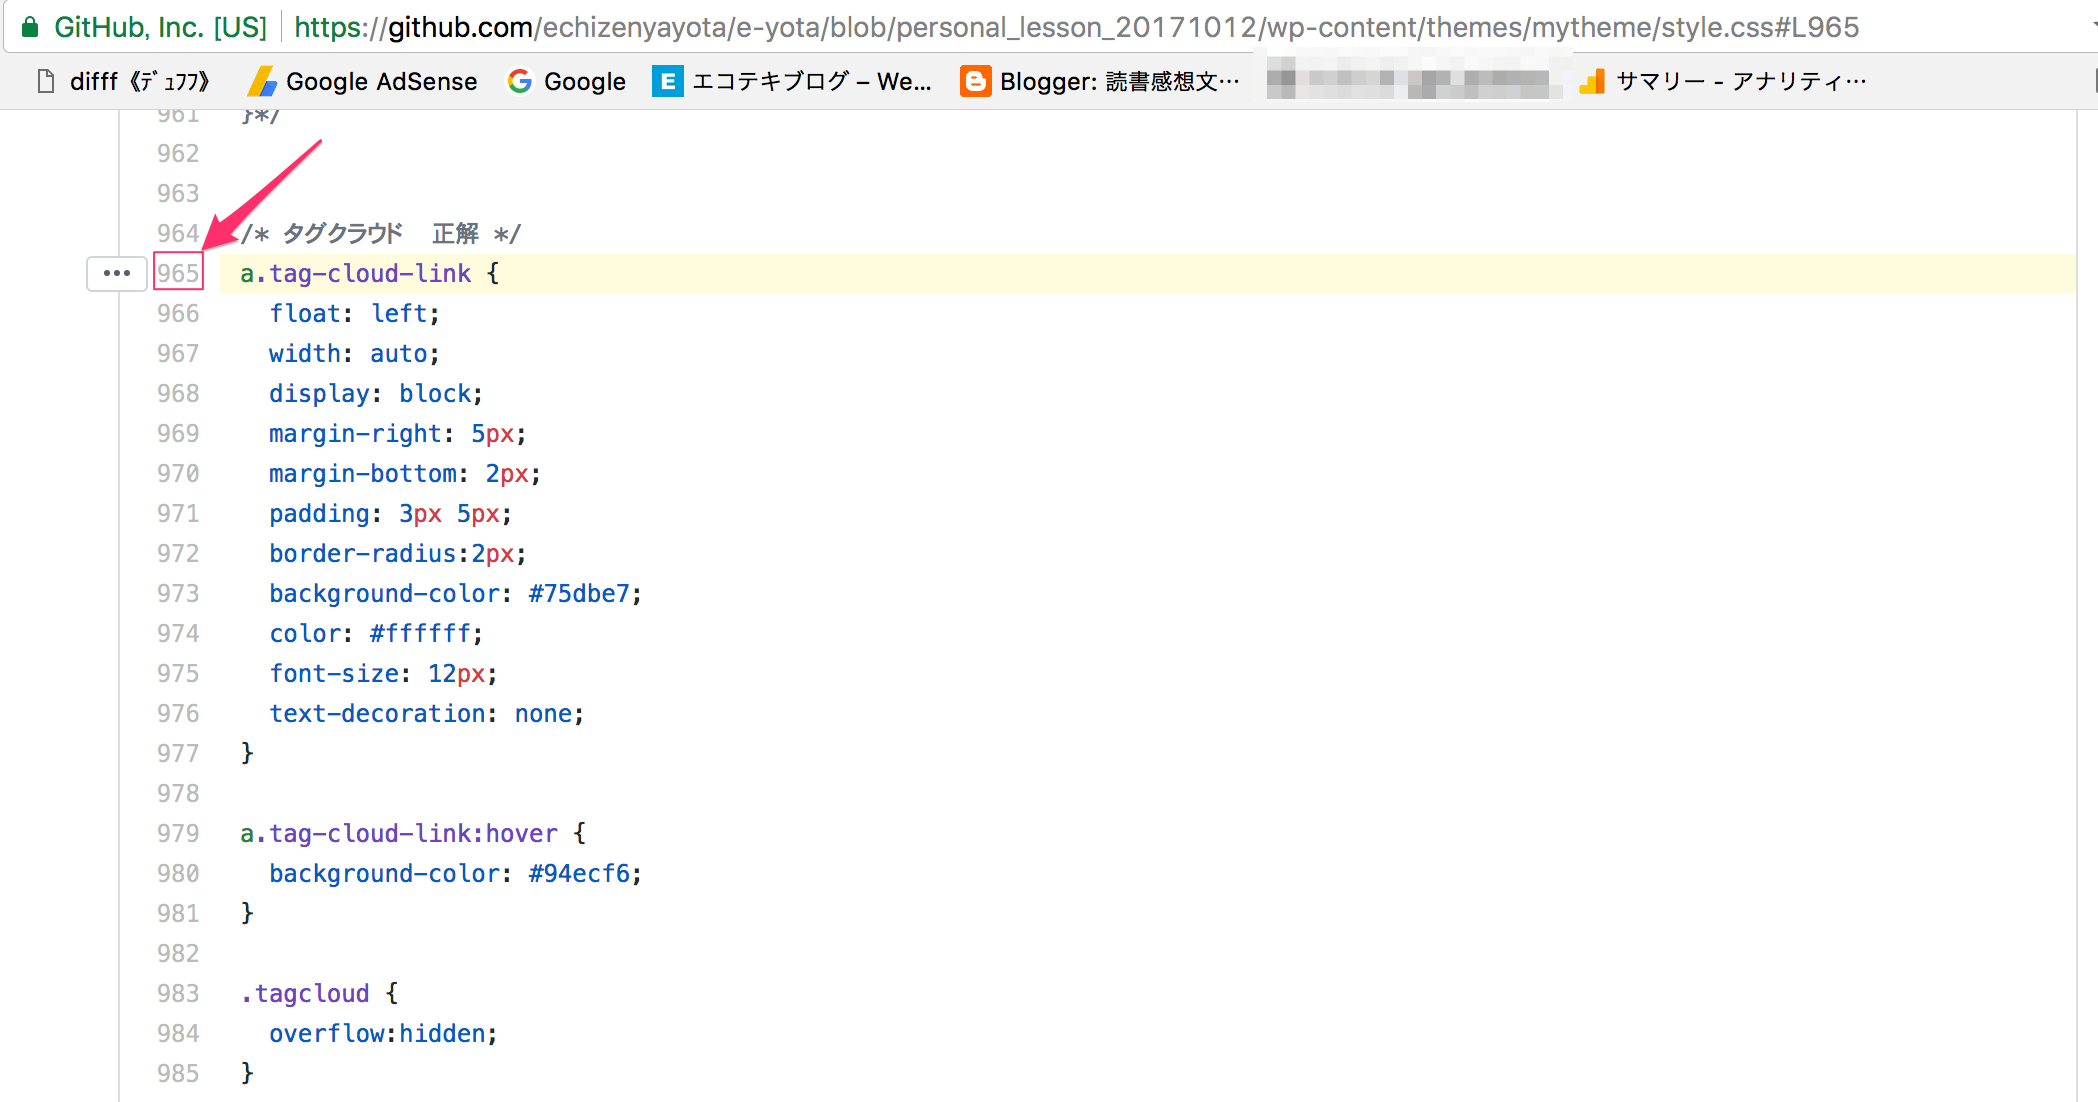 GitHub, Inc. [US] https://github.com/echizenyayota/e-yota/blob/personal_lesson_20171012/wp-content/themes/mytheme/style.css#L965
difff《ﾃﾞｭﾌﾌ》 Google AdSense Google エコテキブログ – We... Blogger: 読書感想文… サマリー - アナリティ…
961 }*/
962
963
964 /* タグクラウド　正解 */
••• 965 a.tag-cloud-link {
966 float: left;
967 width: auto;
968 display: block;
969 margin-right: 5px;
970 margin-bottom: 2px;
971 padding: 3px 5px;
972 border-radius:2px;
973 background-color: #75dbe7;
974 color: #ffffff;
975 font-size: 12px;
976 text-decoration: none;
977 }
978
979 a.tag-cloud-link:hover {
980 background-color: #94ecf6;
981 }
982
983 .tagcloud {
984 overflow:hidden;
985 }